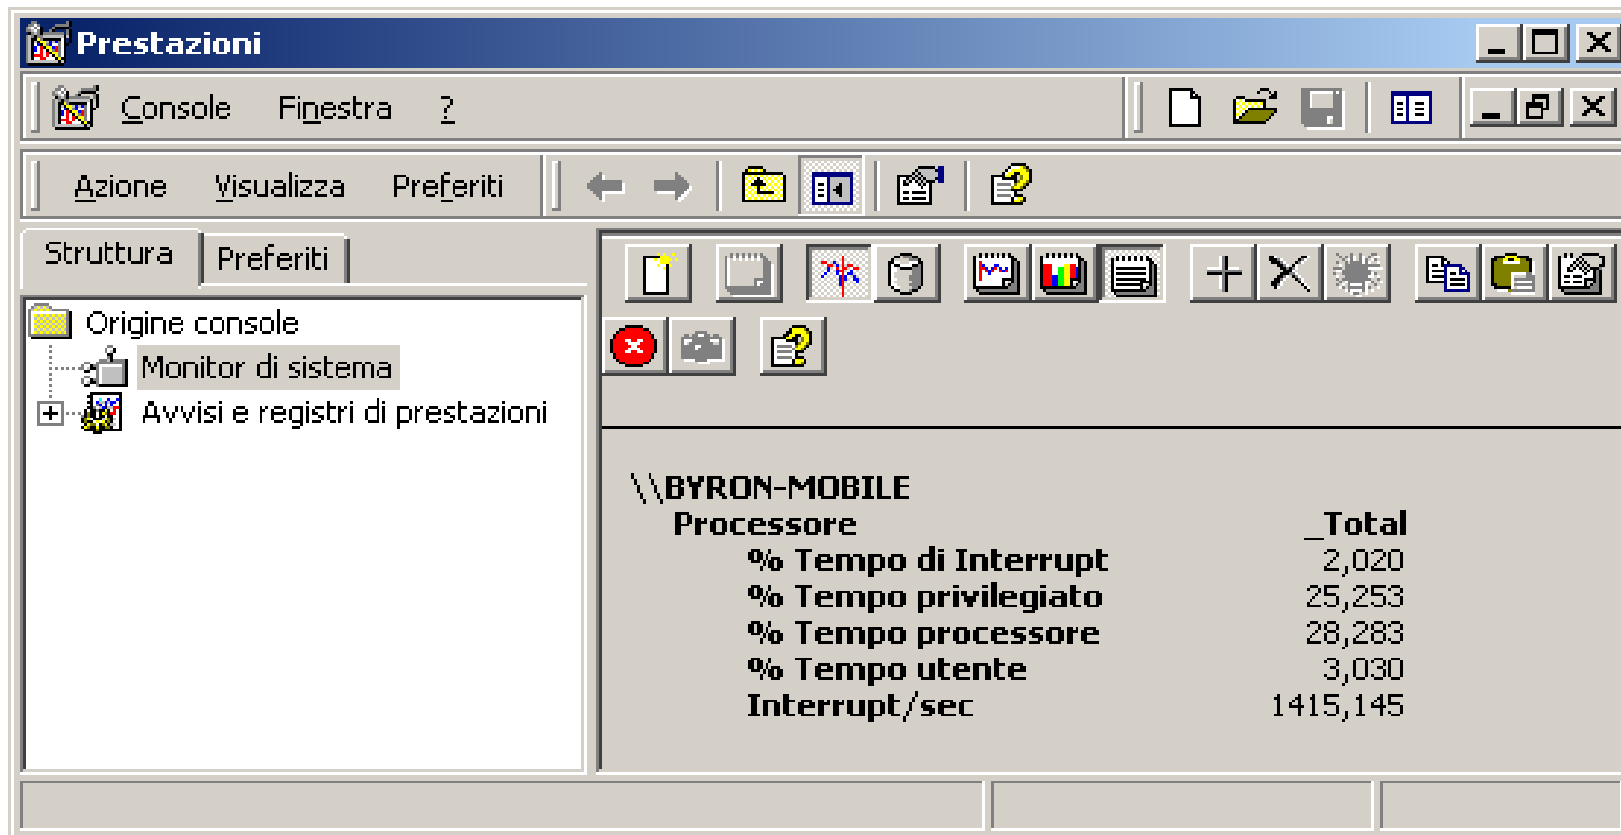 Prestazioni
Console Finestra ?
Azione Visualizza Preferiti
Struttura Preferiti
Origine console
Monitor di sistema
Avvisi e registri di prestazioni
\\BYRON-MOBILE
Processore _Total
% Tempo di Interrupt 2,020
% Tempo privilegiato 25,253
% Tempo processore 28,283
% Tempo utente 3,030
Interrupt/sec 1415,145